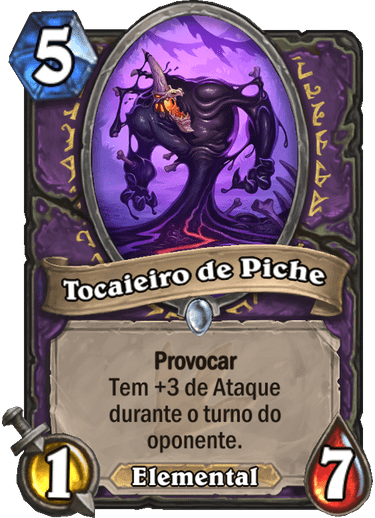 5
Tocaieiro de Piche
Provocar
Tem +3 de Ataque
durante o turno do
oponente.
1
Elemental
7